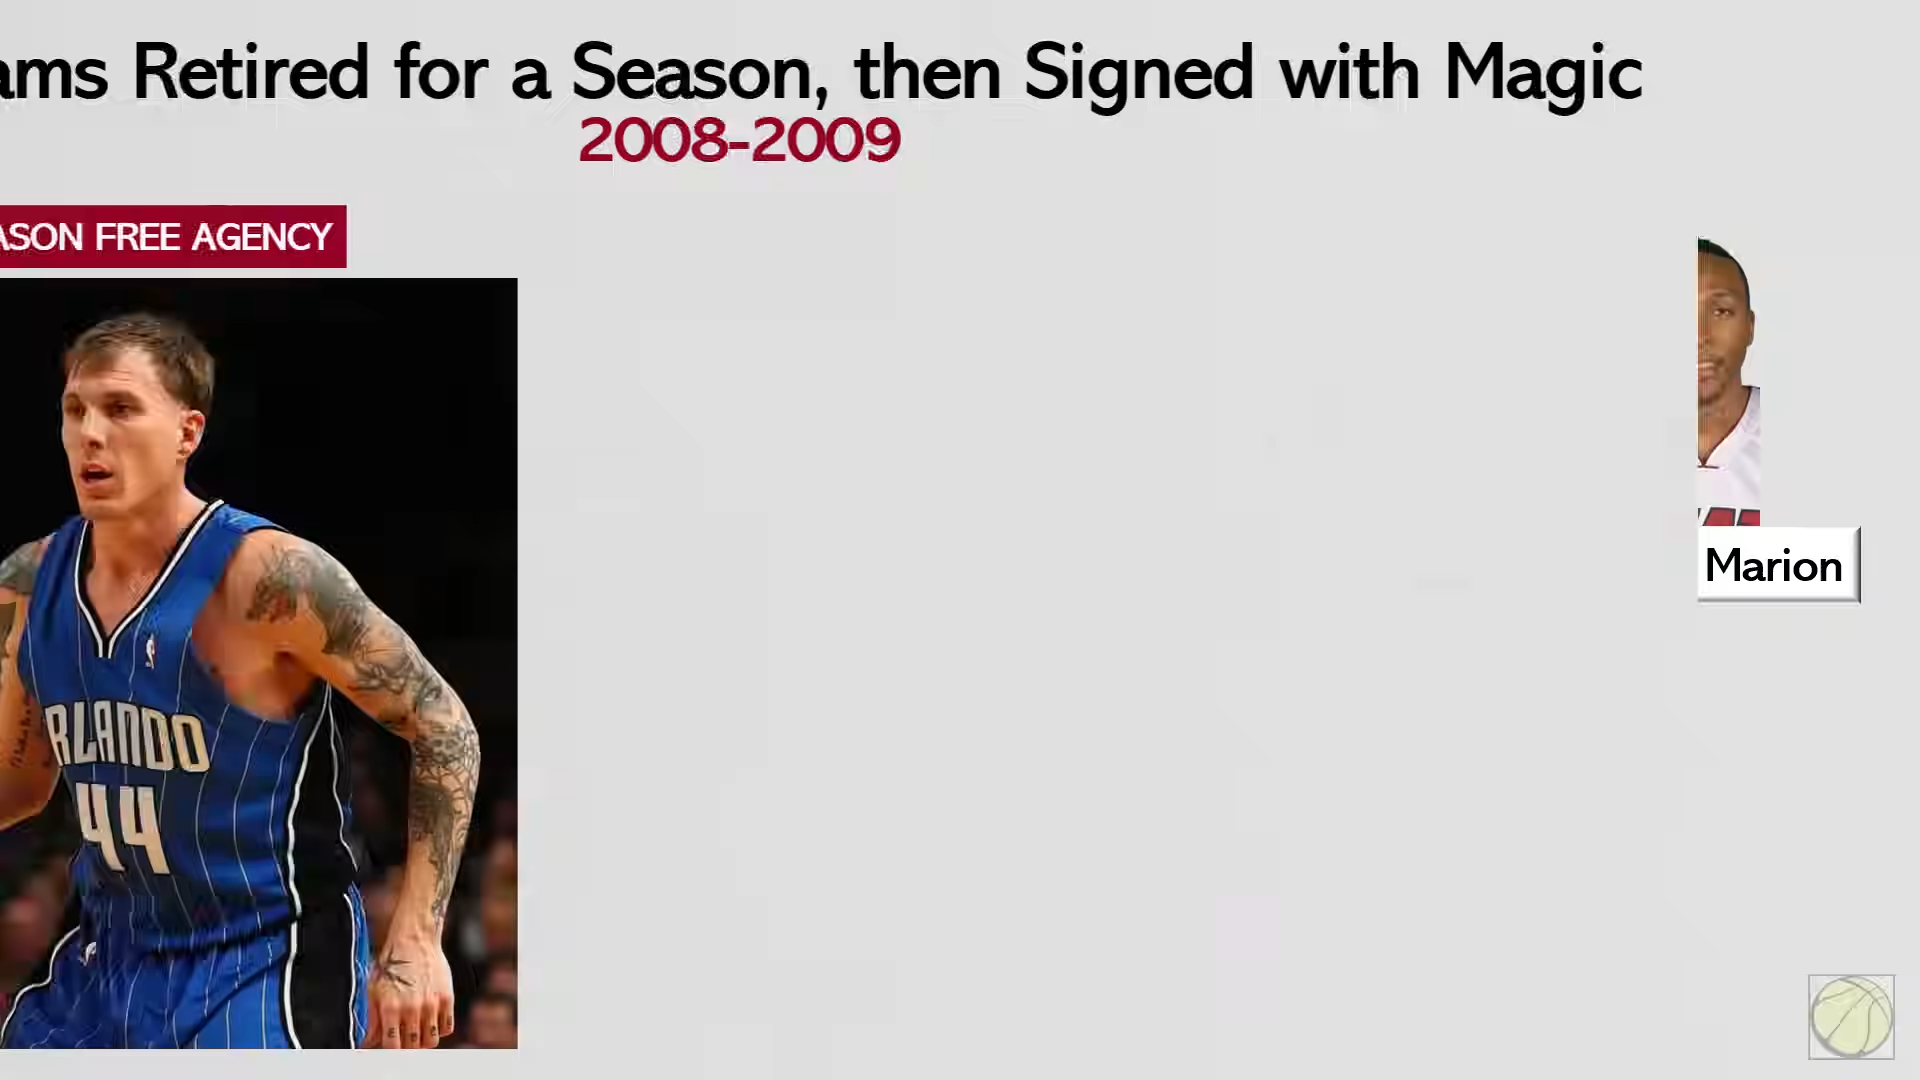 ams Retired for a Season, then Signed with Magic
2008-2009
ASON FREE AGENCY
Marion
RLANDO
44